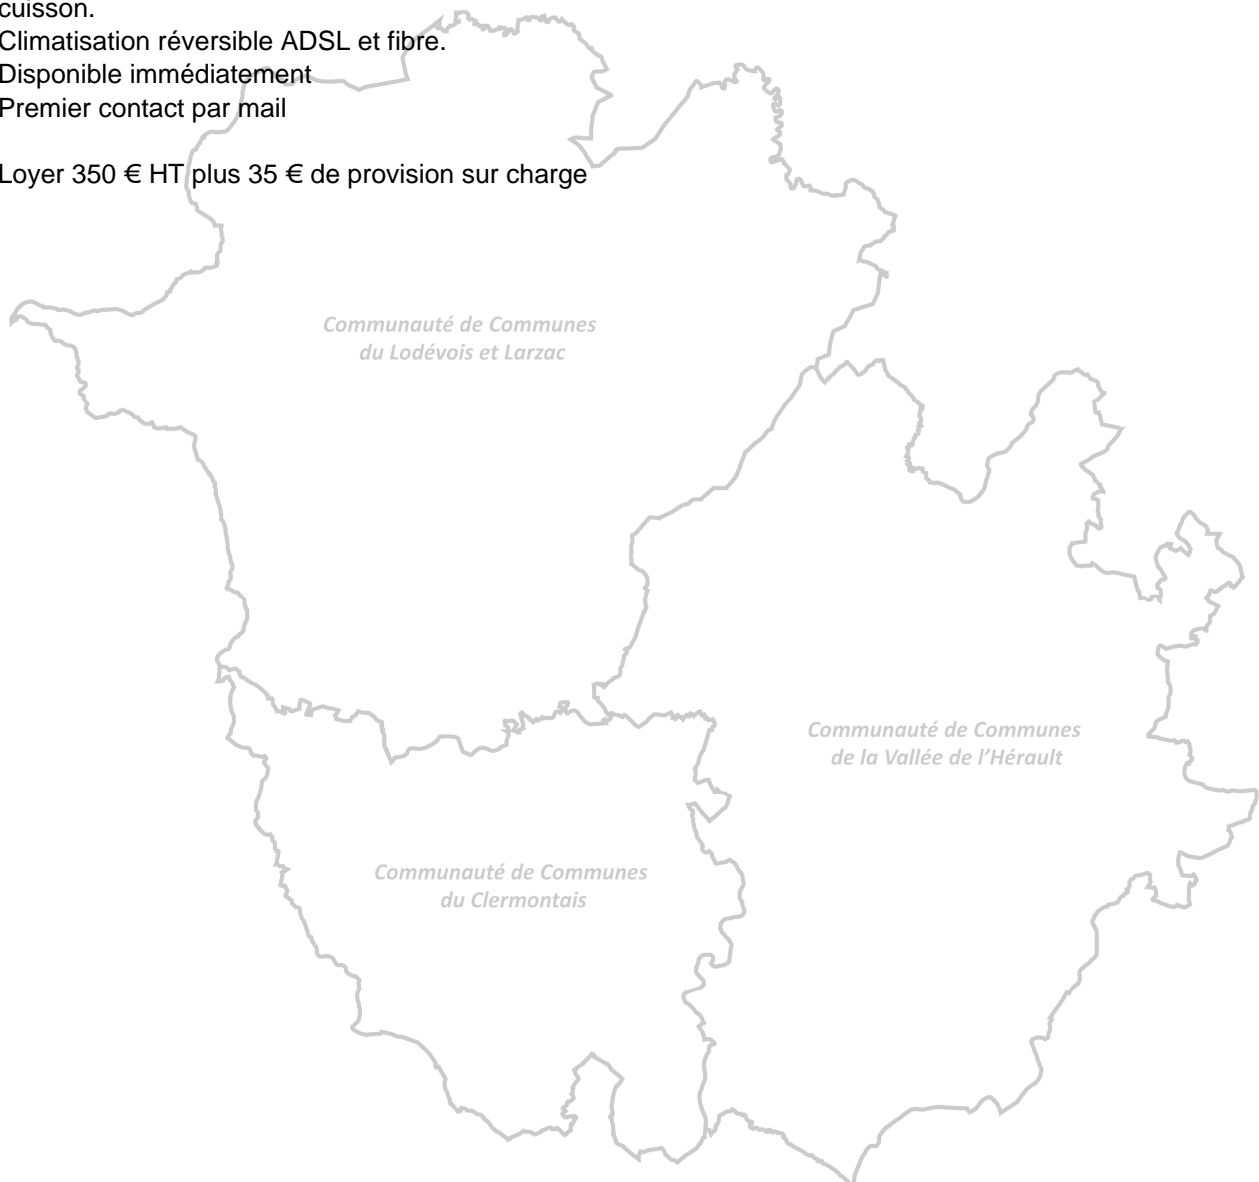 cuisson.
Climatisation réversible ADSL et fibre.
Disponible immédiatement
Premier contact par mail
Loyer 350 € HT plus 35 € de provision sur charge
Communauté de Communes
du Lodévois et Larzac
Communauté de Communes
de la Vallée de l'Hérault
Communauté de Communes
du Clermontais